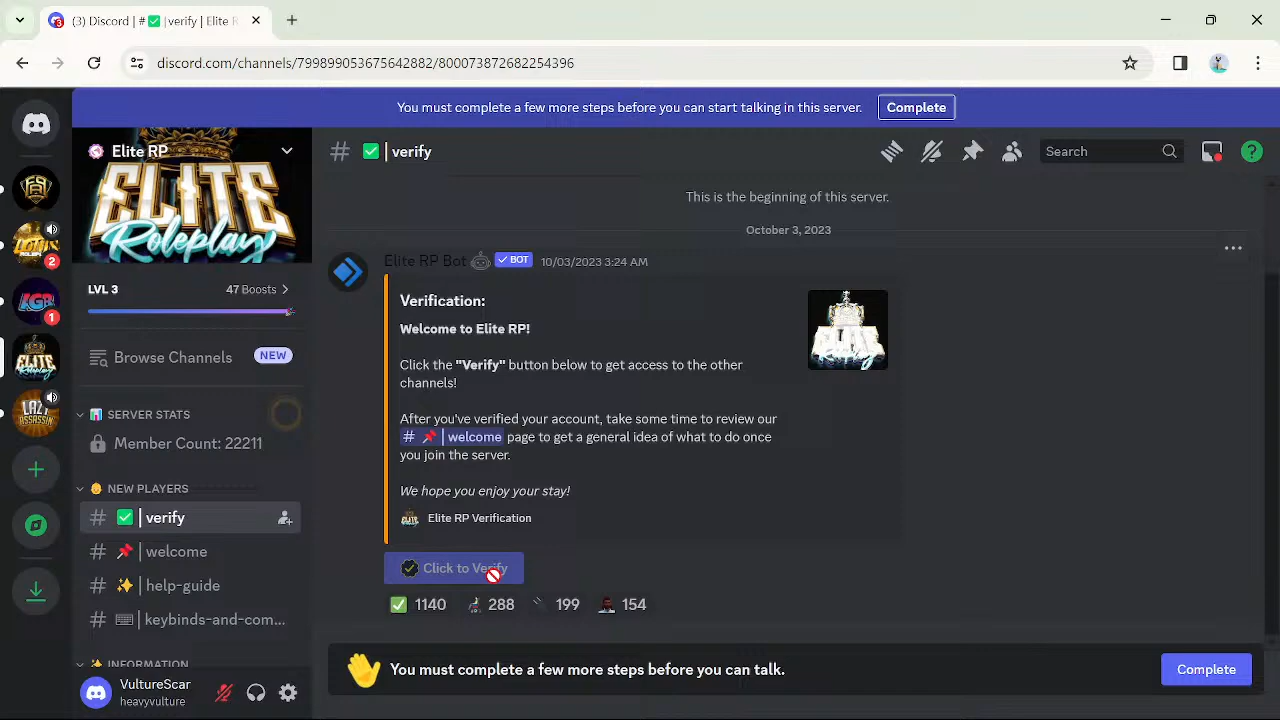 (3) Discord | #✅│verify | Elite R
discord.com/channels/799899053675642882/800073872682254396
You must complete a few more steps before you can start talking in this server. Complete
Elite RP
ELITE
Roleplay
# ✅│verify
Search
LVL 3 47 Boosts
Browse Channels NEW
📊 SERVER STATS
Member Count: 22211
NEW PLAYERS
# ✅│verify
# 📌│welcome
# ✨│help-guide
# ⌨│keybinds-and-com...
✨ INFORMATION
VultureScar
heavyvulture
LOTUS
2
1
LAZY
ASSASSIN
This is the beginning of this server.
October 3, 2023
Elite RP Bot 🤖 ✓ BOT 10/03/2023 3:24 AM
Verification:
Welcome to Elite RP!
Click the "Verify" button below to get access to the other
channels!
After you've verified your account, take some time to review our
# 📌│welcome page to get a general idea of what to do once
you join the server.
We hope you enjoy your stay!
Elite RP Verification
Click to Verify
✅ 1140 288 199 154
You must complete a few more steps before you can talk. Complete